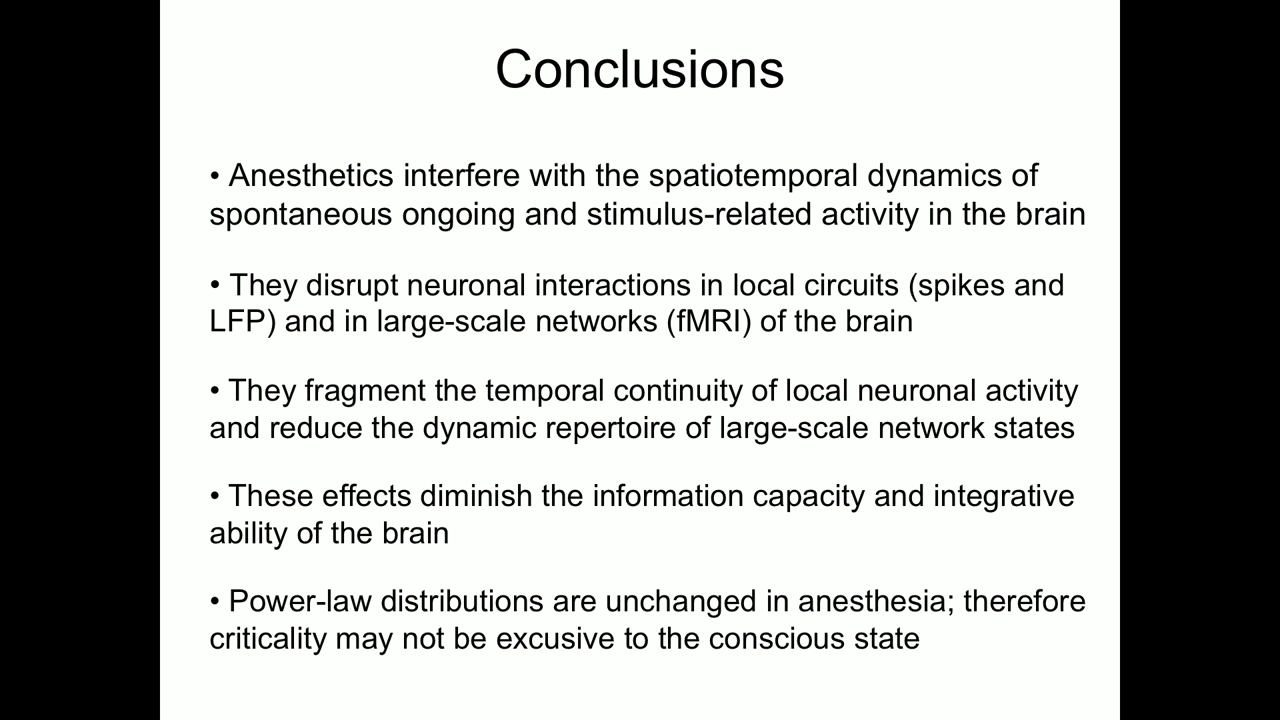 Conclusions
• Anesthetics interfere with the spatiotemporal dynamics of
spontaneous ongoing and stimulus-related activity in the brain
• They disrupt neuronal interactions in local circuits (spikes and
LFP) and in large-scale networks (fMRI) of the brain
• They fragment the temporal continuity of local neuronal activity
and reduce the dynamic repertoire of large-scale network states
• These effects diminish the information capacity and integrative
ability of the brain
• Power-law distributions are unchanged in anesthesia; therefore
criticality may not be excusive to the conscious state